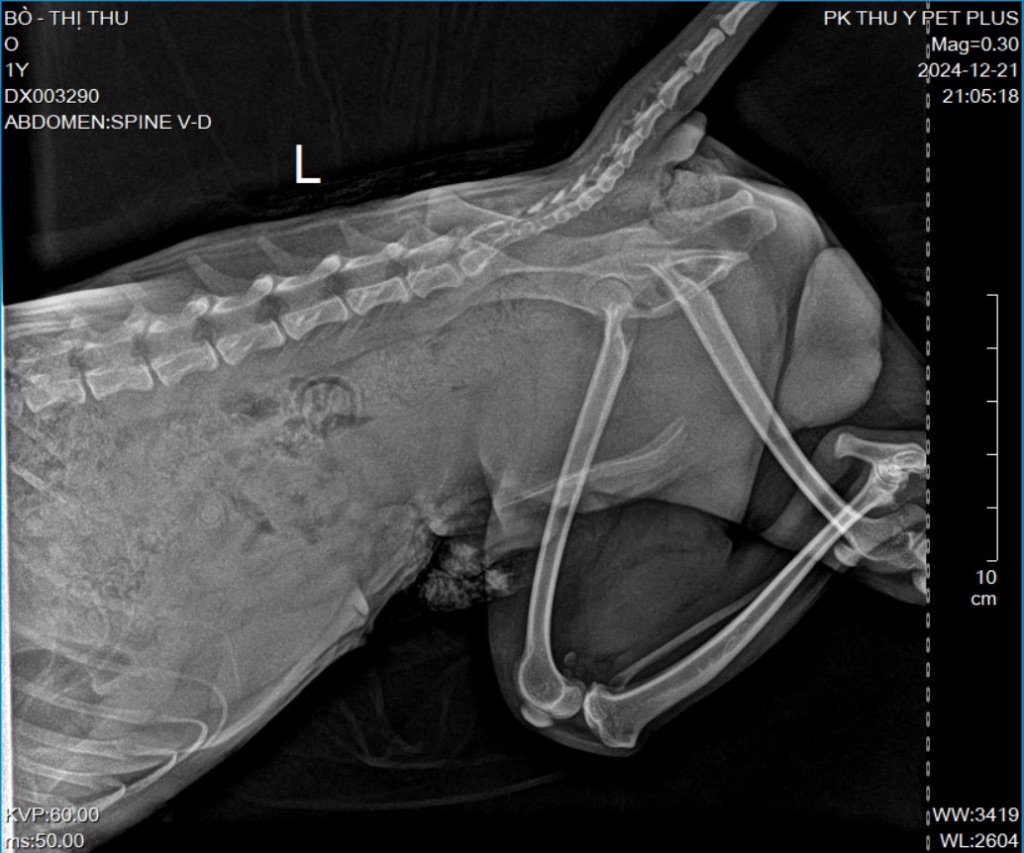 BÒ - THỊ THU
O
1Y
DX003290
ABDOMEN:SPINE V-D
PK THU Y PET PLUS
Mag=0.30
2024-12-21
21:05:18
L
10
cm
KVP:60.00
ms:50.00
WW:3419
WL:2604